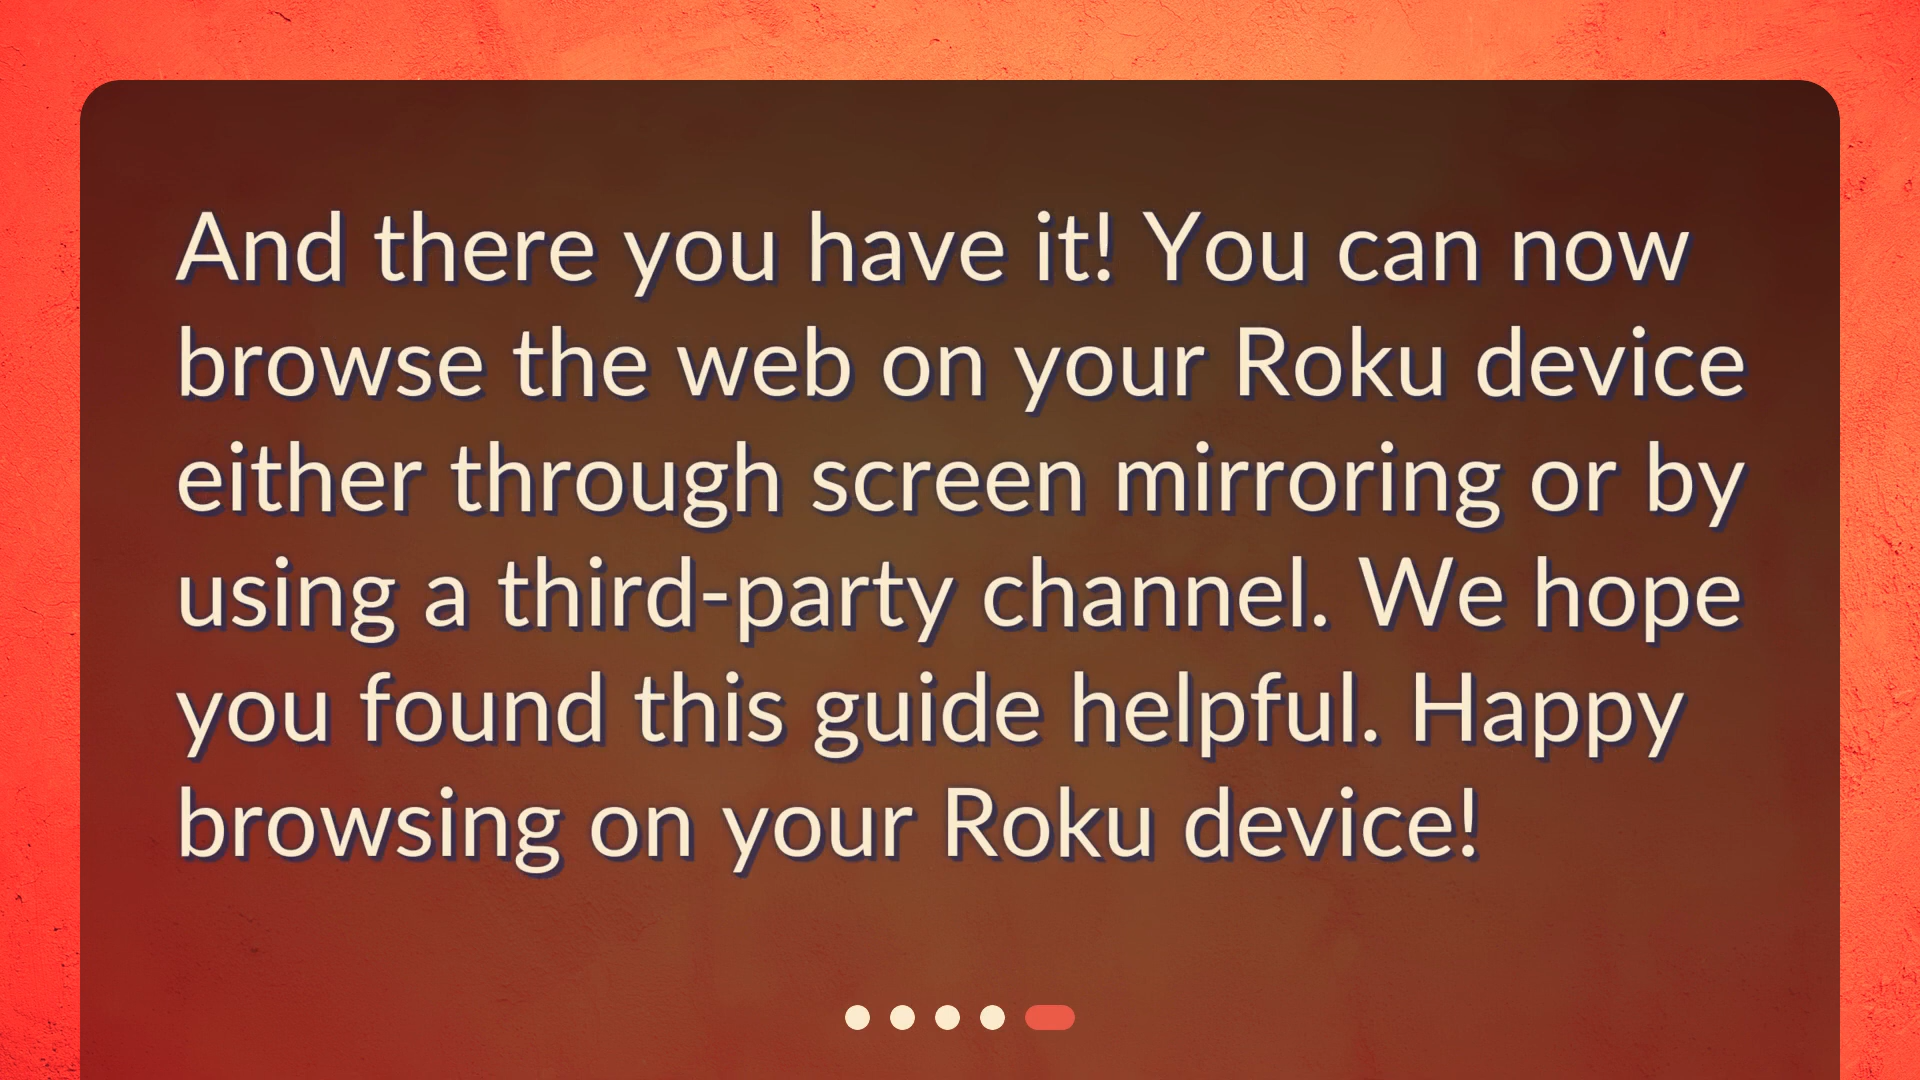 And there you have it! You can now
browse the web on your Roku device
either through screen mirroring or by
using a third-party channel. We hope
you found this guide helpful. Happy
browsing on your Roku device!